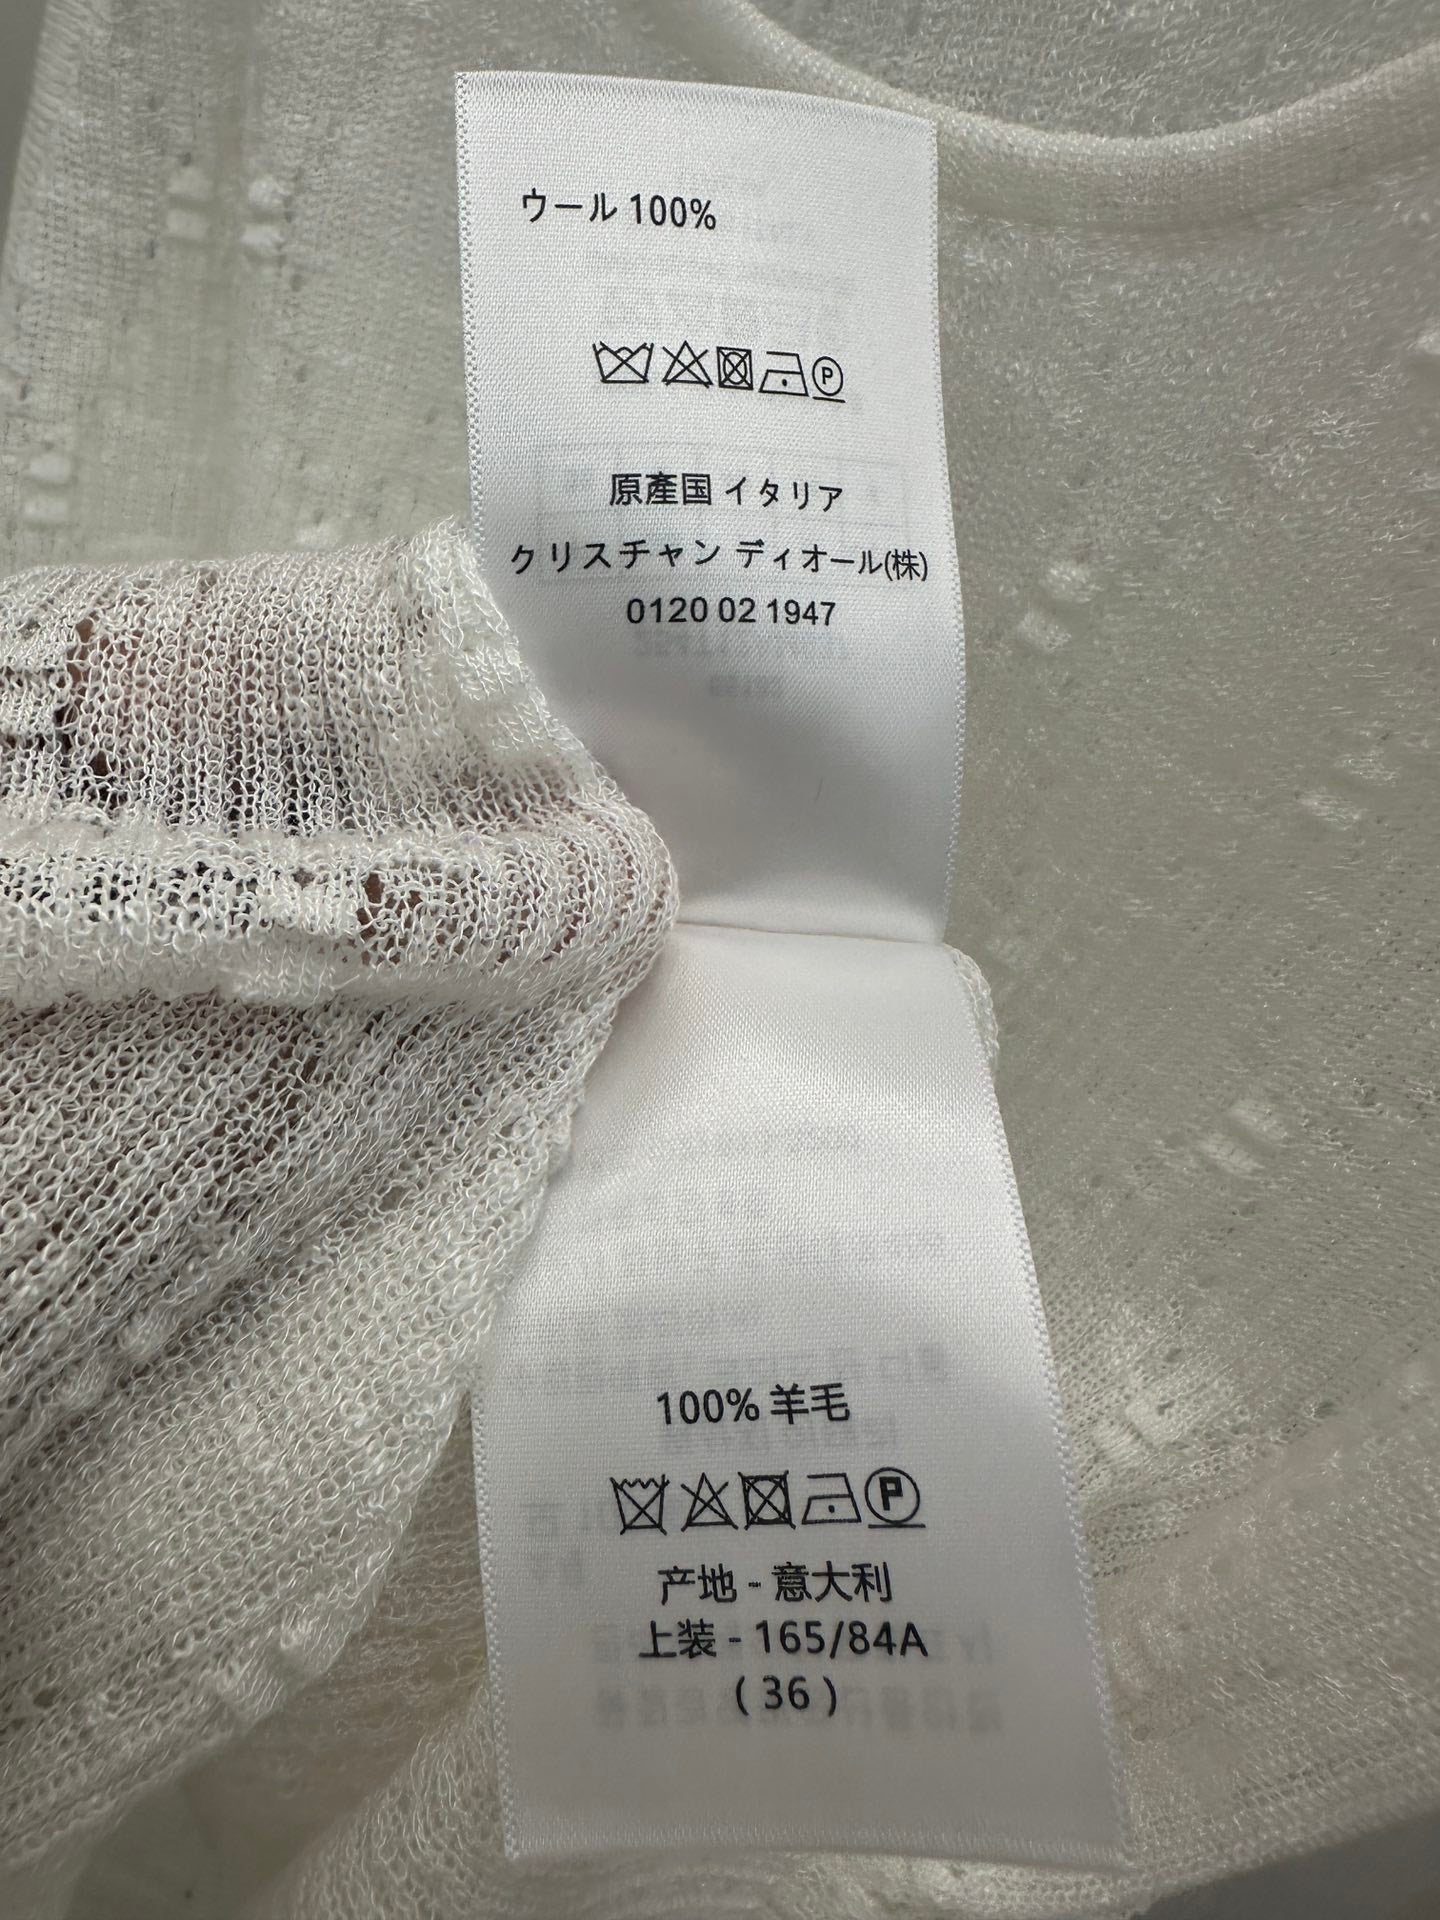 ウール 100%
P
原產国 イタリア
クリスチャン ディオール(株)
0120 02 1947
100% 羊毛
P
产地 - 意大利
上装 - 165/84A
( 36 )